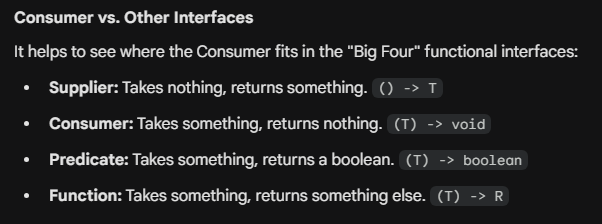 Consumer vs. Other Interfaces
It helps to see where the Consumer fits in the "Big Four" functional interfaces:
• Supplier: Takes nothing, returns something. () -> T
• Consumer: Takes something, returns nothing. (T) -> void
• Predicate: Takes something, returns a boolean. (T) -> boolean
• Function: Takes something, returns something else. (T) -> R